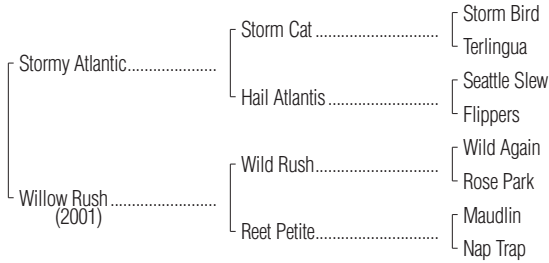 Storm Bird
Storm Cat ..............................
Terlingua
Stormy Atlantic......................
Seattle Slew
Hail Atlantis ...........................
Flippers
Wild Again
Wild Rush...............................
Rose Park
Willow Rush ..........................
(2001)
Maudlin
Reet Petite..............................
Nap Trap